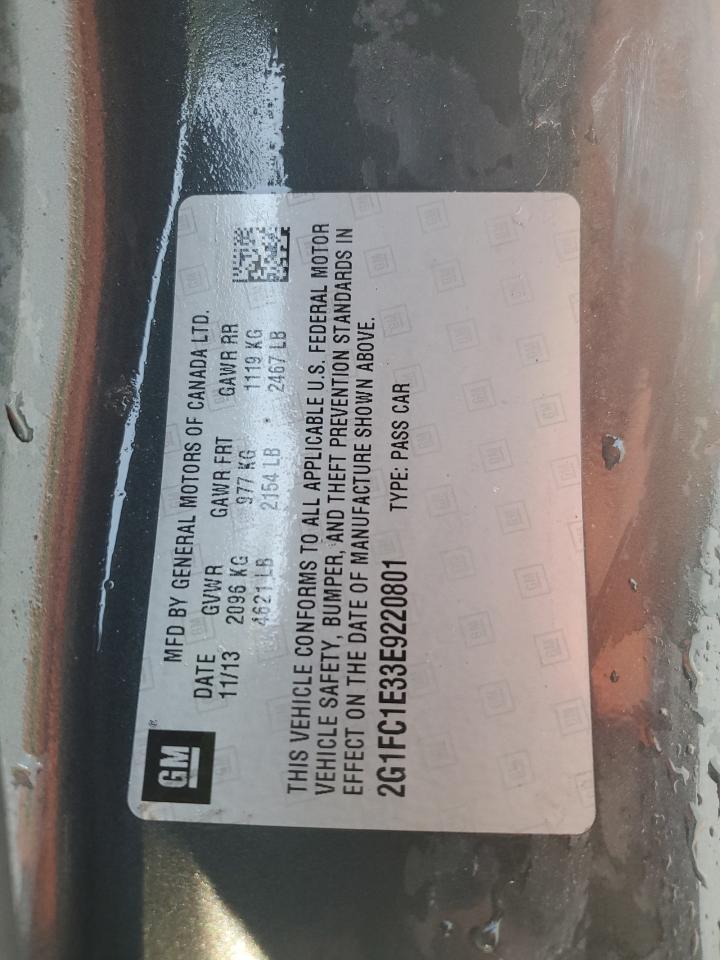 GM®
MFD BY GENERAL MOTORS OF CANADA LTD.
DATE GVWR GAWR FRT GAWR RR
11/13 2096 KG 977 KG 1119 KG
4621 LB 2154 LB 2467 LB
THIS VEHICLE CONFORMS TO ALL APPLICABLE U.S. FEDERAL MOTOR
VEHICLE SAFETY, BUMPER, AND THEFT PREVENTION STANDARDS IN
EFFECT ON THE DATE OF MANUFACTURE SHOWN ABOVE.
2G1FC1E33E9220801 TYPE: PASS CAR